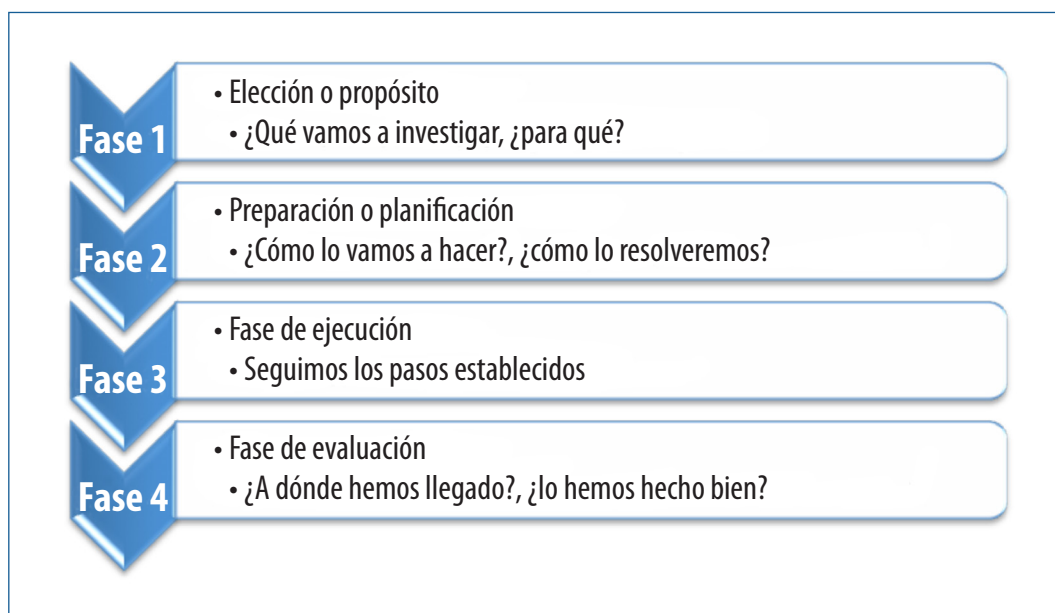 Fase 1
• Elección o propósito
• ¿Qué vamos a investigar, ¿para qué?
Fase 2
• Preparación o planificación
• ¿Cómo lo vamos a hacer?, ¿cómo lo resolveremos?
Fase 3
• Fase de ejecución
• Seguimos los pasos establecidos
Fase 4
• Fase de evaluación
• ¿A dónde hemos llegado?, ¿lo hemos hecho bien?